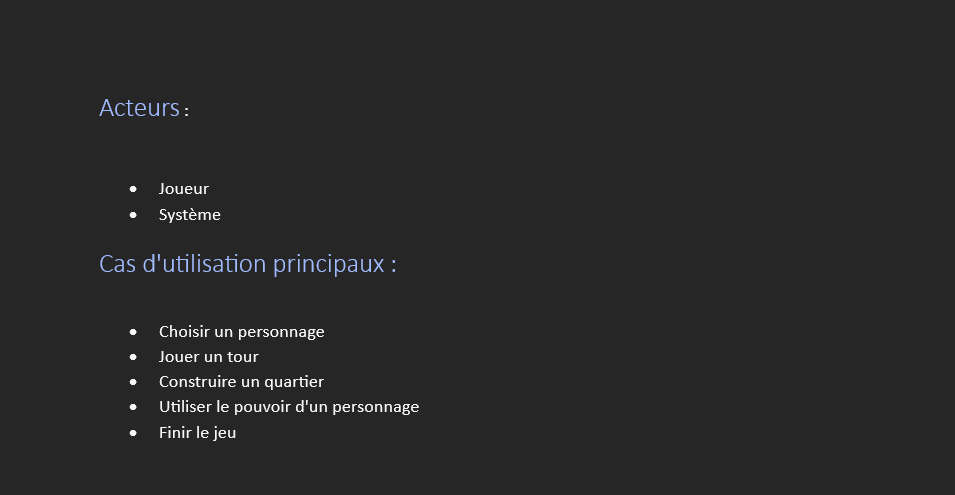 Acteurs :
• Joueur
• Système
Cas d'utilisation principaux :
• Choisir un personnage
• Jouer un tour
• Construire un quartier
• Utiliser le pouvoir d'un personnage
• Finir le jeu